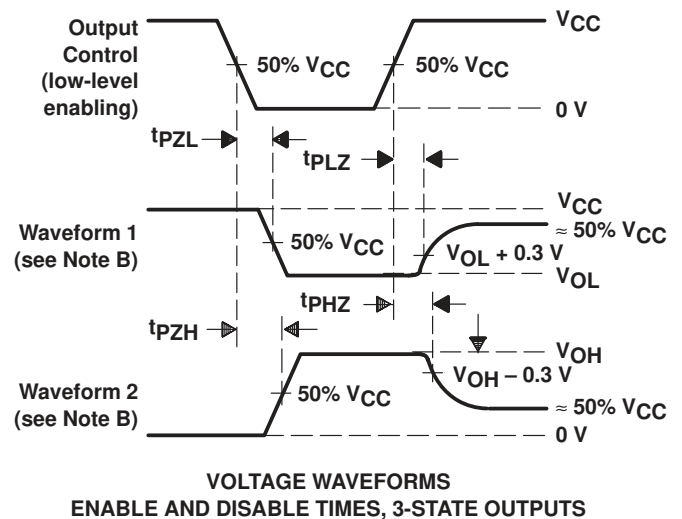 Output
Control
(low-level
enabling)
VCC
50% VCC
50% VCC
0 V
tPZL
tPLZ
Waveform 1
(see Note B)
VCC
50% VCC
≈ 50% VCC
VOL + 0.3 V
VOL
tPZH
tPHZ
Waveform 2
(see Note B)
VOH
50% VCC
VOH – 0.3 V
≈ 50% VCC
0 V
VOLTAGE WAVEFORMS
ENABLE AND DISABLE TIMES, 3-STATE OUTPUTS